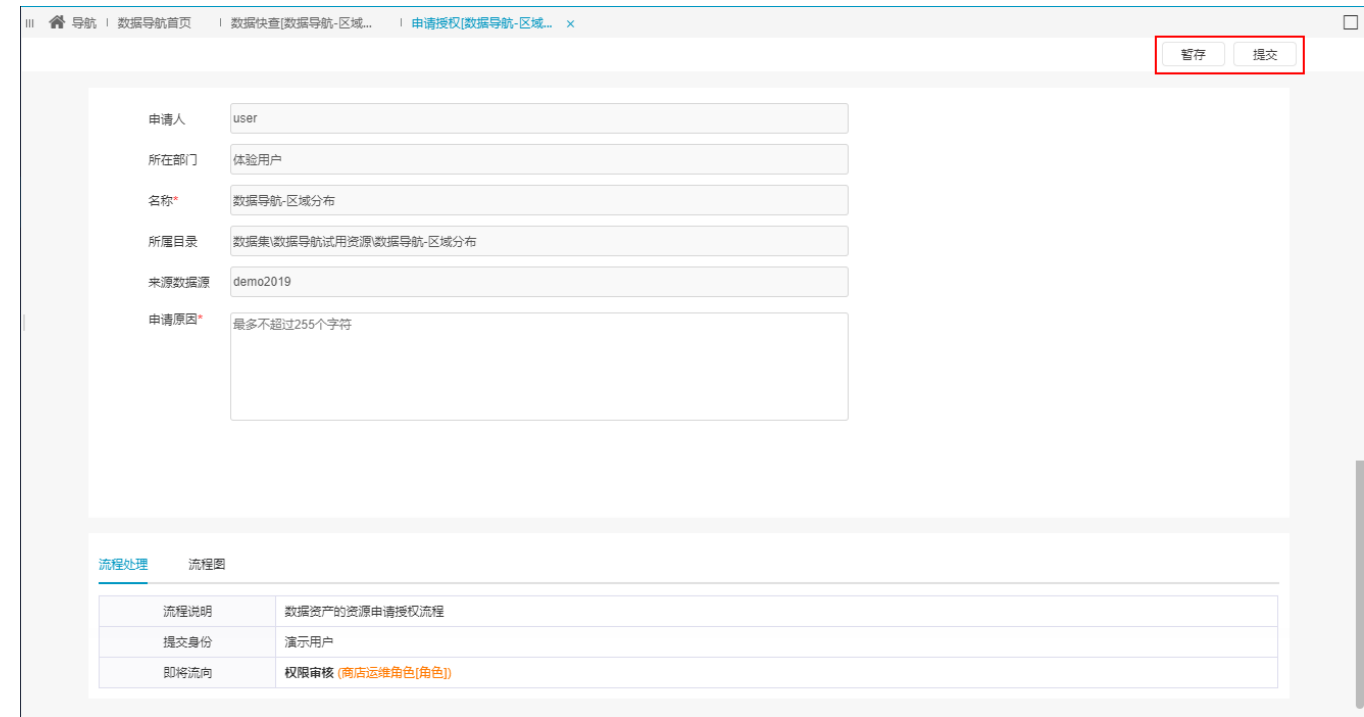 导航 数据导航首页 数据快查[数据导航-区域... 申请授权[数据导航-区域... ×
暂存 提交
申请人 user
所在部门 体验用户
名称* 数据导航-区域分布
所属目录 数据集\数据导航试用资源\数据导航-区域分布
来源数据源 demo2019
申请原因* 最多不超过255个字符
流程处理 流程图
流程说明 数据资产的资源申请授权流程
提交身份 演示用户
即将流向 权限审核 (商店运维角色[角色])